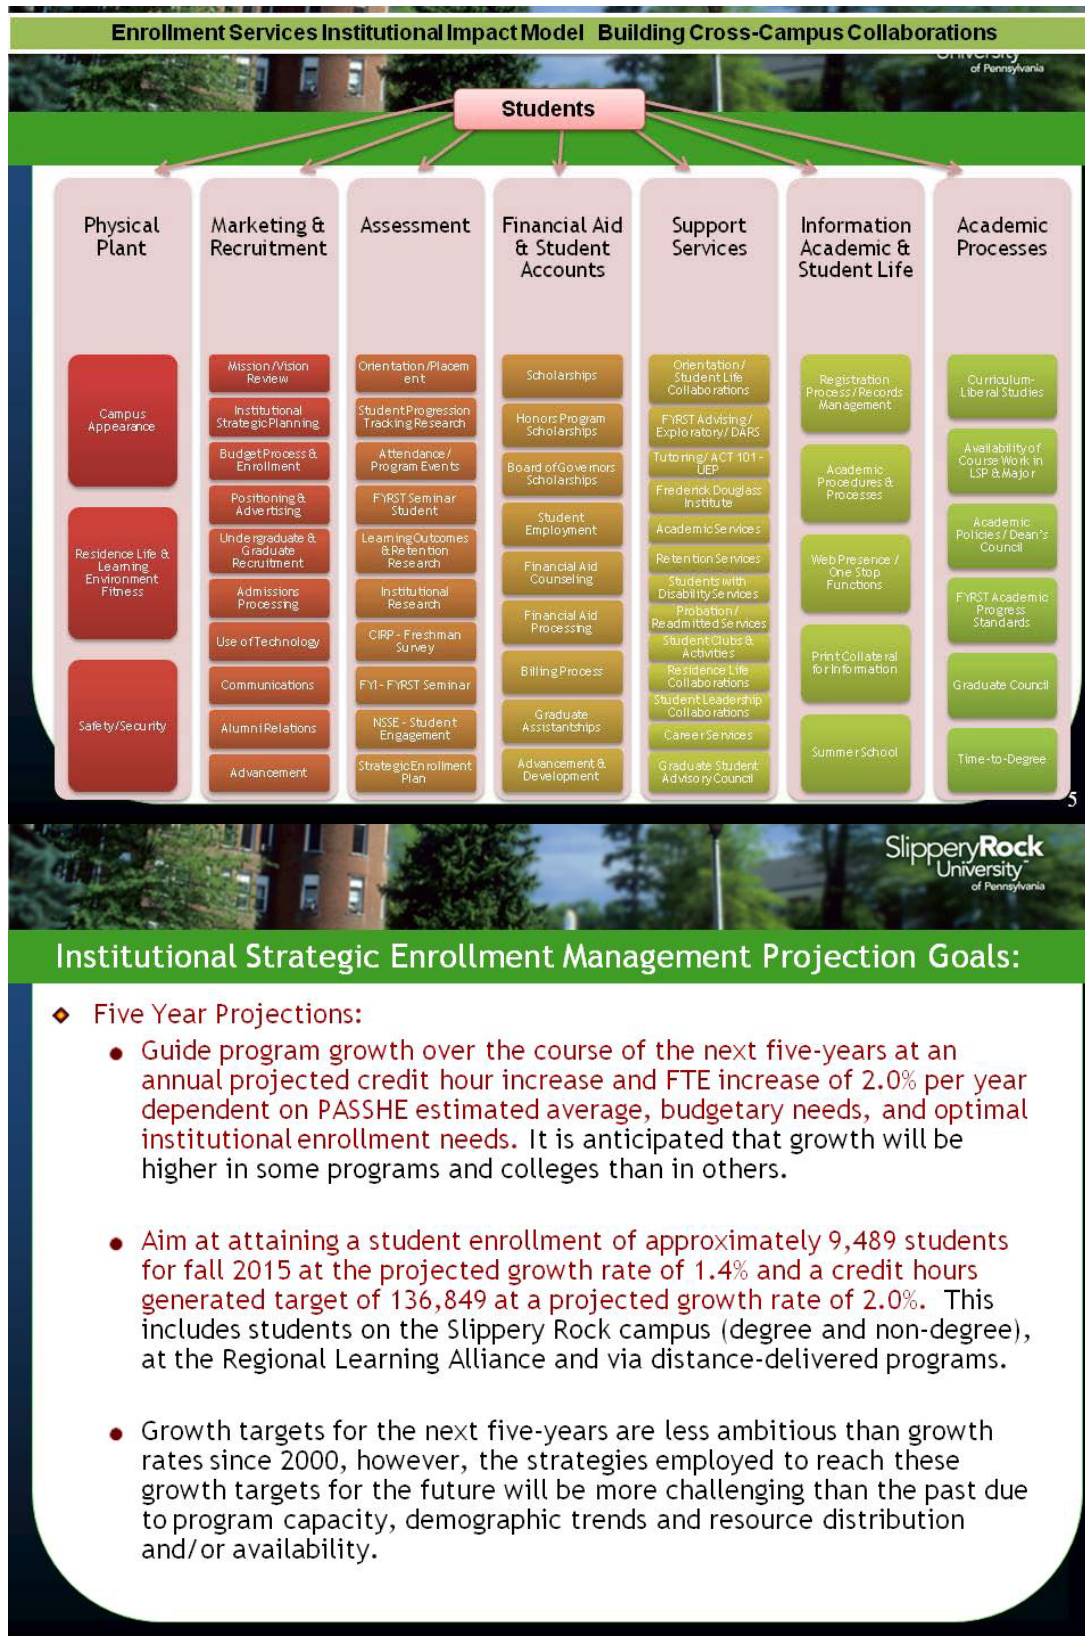 Enrollment Services Institutional Impact Model Building Cross-Campus Collaborations
University
of Pennsylvania
Students
Physical
Plant
Campus
Appearance
Residence Life &
Learning
Environment
Fitness
Safety/Security
Marketing &
Recruitment
Mission/Vision
Review
Institutional
Strategic Planning
Budget Process &
Enrollment
Positioning &
Advertising
Undergraduate &
Graduate
Recruitment
Admissions
Processing
Use of Technology
Communications
Alumni Relations
Advancement
Assessment
Orientation/Placem
ent
Student Progression
Tracking Research
Attendance/
Program Events
FYRST Seminar
Student
Learning Outcomes
& Retention
Research
Institutional
Research
CIRP - Freshman
Survey
FYI - FYRST Seminar
NSSE - Student
Engagement
Strategic Enrollment
Plan
Financial Aid
& Student
Accounts
Scholarships
Honors Program
Scholarships
Board of Governors
Scholarships
Student
Employment
Financial Aid
Counseling
Financial Aid
Processing
Billing Process
Graduate
Assistantships
Advancement &
Development
Support
Services
Orientation/
Student Life
Collaborations
FYRST Advising/
Exploratory/ DARS
Tutoring/ ACT 101 -
UEP
Frederick Douglass
Institute
Academic Services
Retention Services
Students with
Disability Services
Probation/
Readmitted Services
Student Clubs &
Activities
Residence Life
Collaborations
Student Leadership
Collaborations
Career Services
Graduate Student
Advisory Council
Information
Academic &
Student Life
Registration
Process/Records
Management
Academic
Procedures &
Processes
Web Presence /
One Stop
Functions
Print Collateral
for Information
Summer School
Academic
Processes
Curriculum-
Liberal Studies
Availability of
Course Work in
LSP & Major
Academic
Policies/ Dean's
Council
FYRST Academic
Progress
Standards
Graduate Council
Time-to-Degree
5
SlipperyRock
University
of Pennsylvania
Institutional Strategic Enrollment Management Projection Goals:
Five Year Projections:
Guide program growth over the course of the next five-years at an
annual projected credit hour increase and FTE increase of 2.0% per year
dependent on PASSHE estimated average, budgetary needs, and optimal
institutional enrollment needs. It is anticipated that growth will be
higher in some programs and colleges than in others.
Aim at attaining a student enrollment of approximately 9,489 students
for fall 2015 at the projected growth rate of 1.4% and a credit hours
generated target of 136,849 at a projected growth rate of 2.0%. This
includes students on the Slippery Rock campus (degree and non-degree),
at the Regional Learning Alliance and via distance-delivered programs.
Growth targets for the next five-years are less ambitious than growth
rates since 2000, however, the strategies employed to reach these
growth targets for the future will be more challenging than the past due
to program capacity, demographic trends and resource distribution
and/or availability.